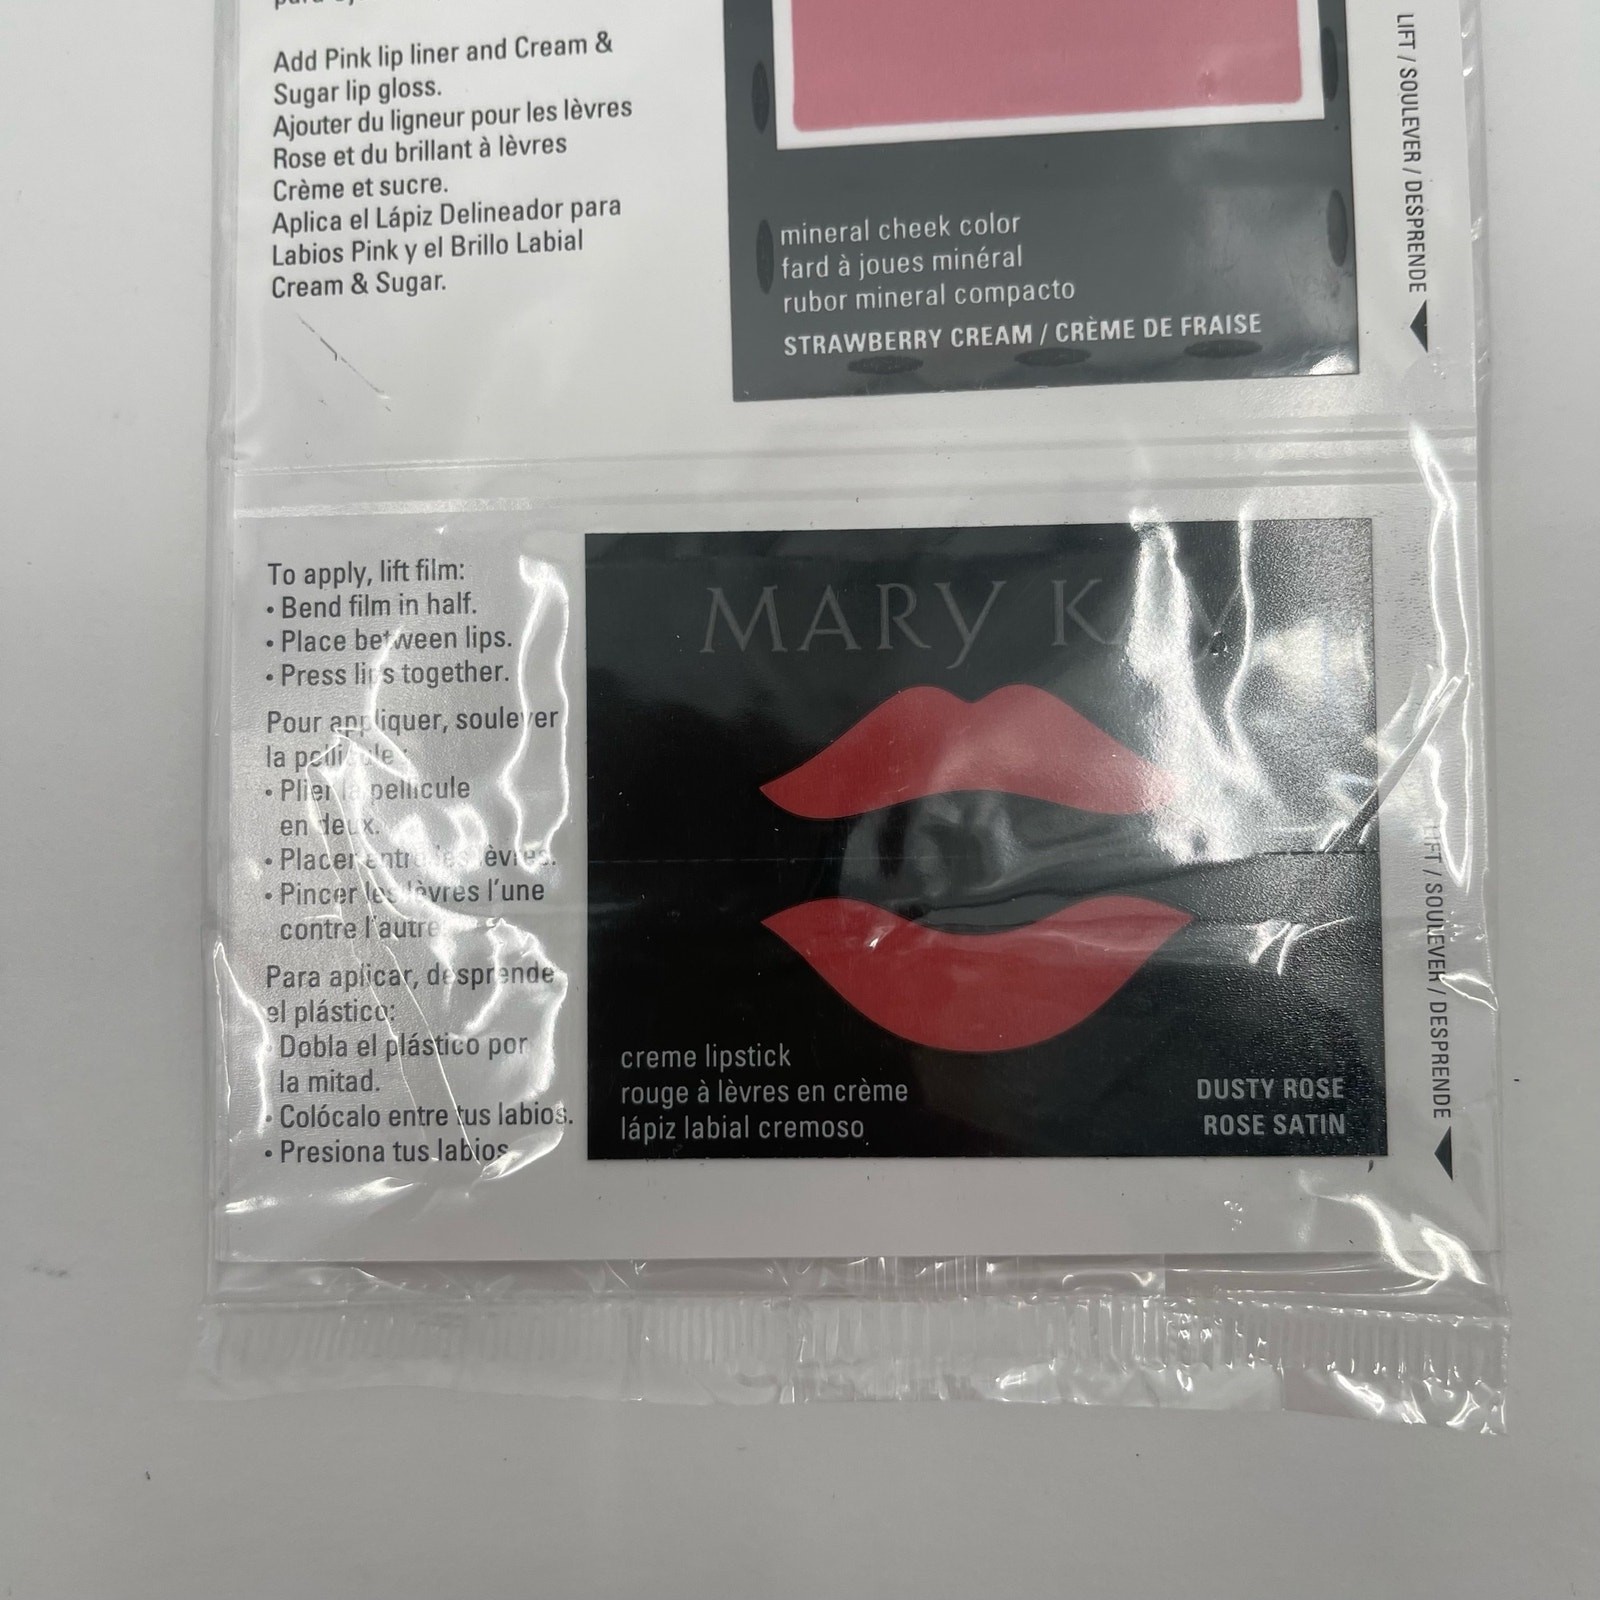 Add Pink lip liner and Cream &
Sugar lip gloss.
Ajouter du ligneur pour les lèvres
Rose et du brillant à lèvres
Crème et sucre.
Aplica el Lápiz Delineador para
Labios Pink y el Brillo Labial
Cream & Sugar.
mineral cheek color
fard à joues minéral
rubor mineral compacto
STRAWBERRY CREAM / CRÈME DE FRAISE
LIFT / SOULEVER / DESPRENDE
To apply, lift film:
• Bend film in half.
• Place between lips.
• Press lips together.
Pour appliquer, soulever
la pellicule :
• Plier la pellicule
en deux.
• Placer entre les lèvres.
• Pincer les lèvres l'une
contre l'autre
Para aplicar, desprende
el plástico:
• Dobla el plástico por
la mitad.
• Colócalo entre tus labios.
• Presiona tus labios
MARY KAY
creme lipstick
rouge à lèvres en crème
lápiz labial cremoso
DUSTY ROSE
ROSE SATIN
LIFT / SOULEVER / DESPRENDE